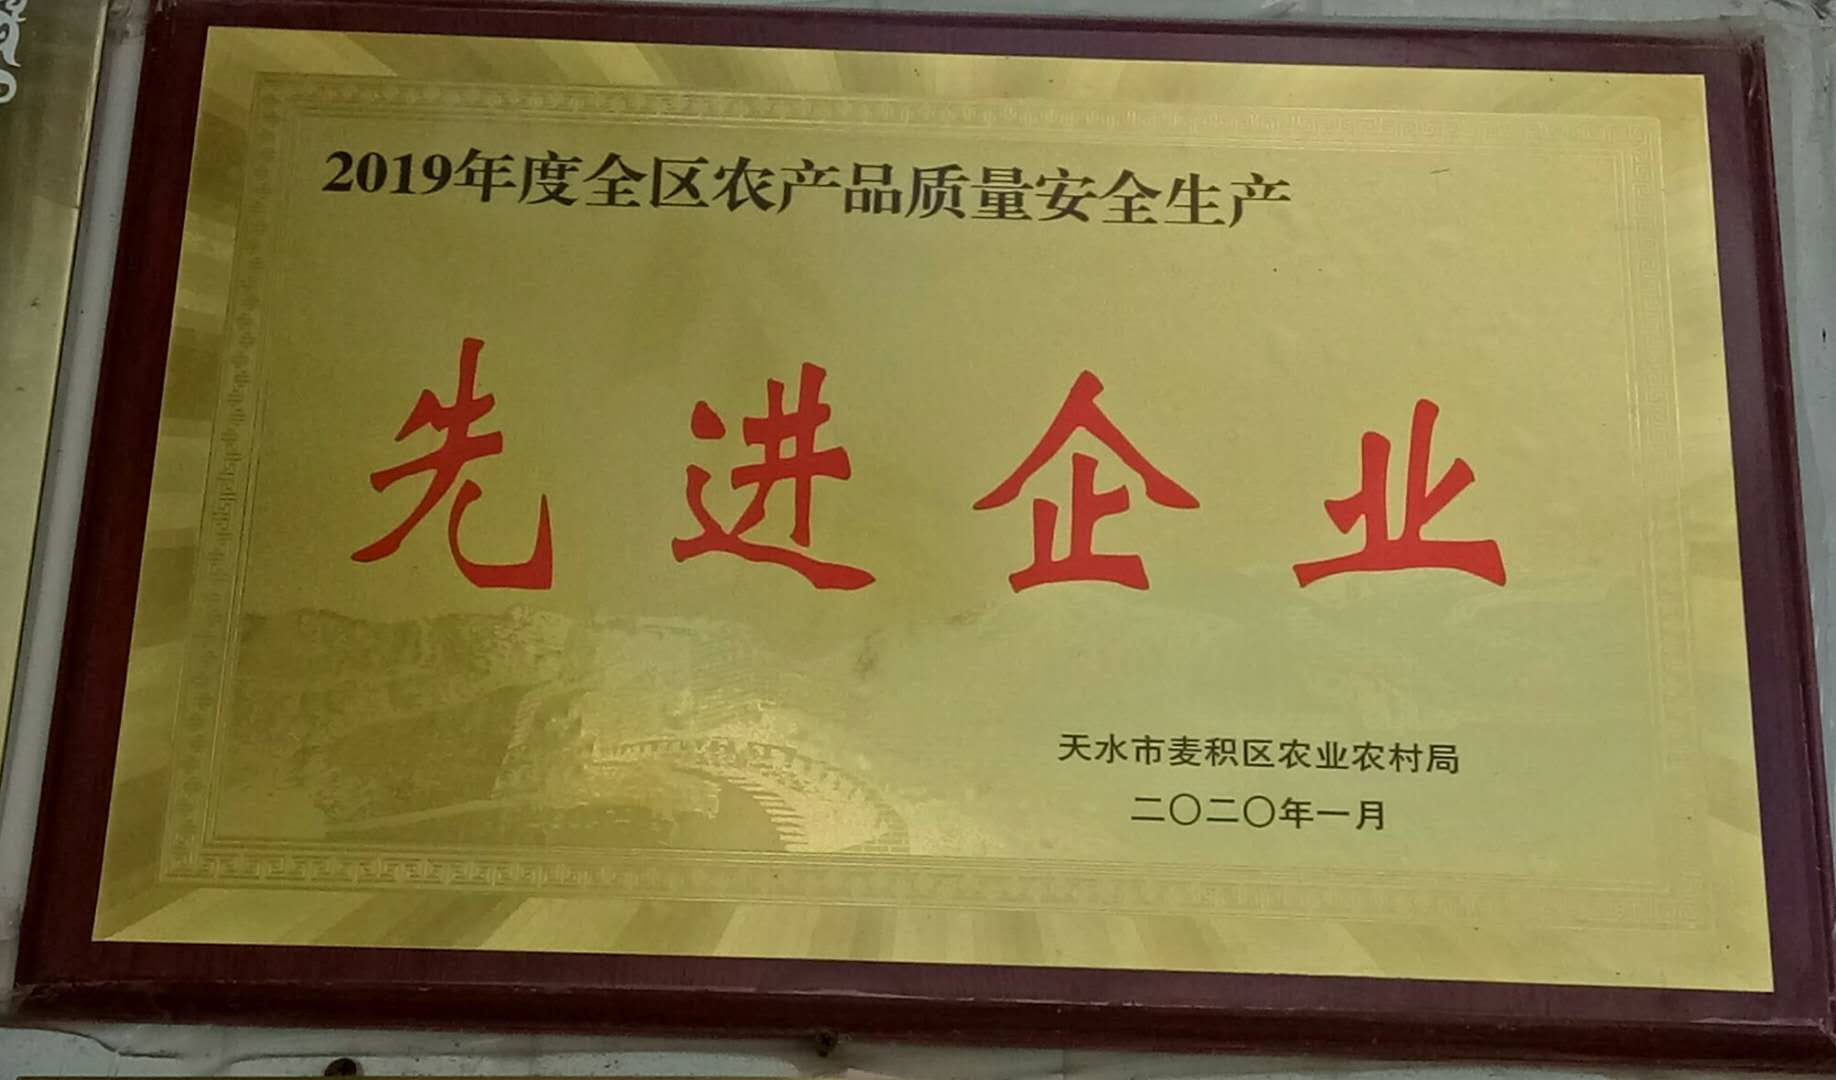 2019年度全区农产品质量安全生产
先进企业
天水市麦积区农业农村局
二〇二〇年一月